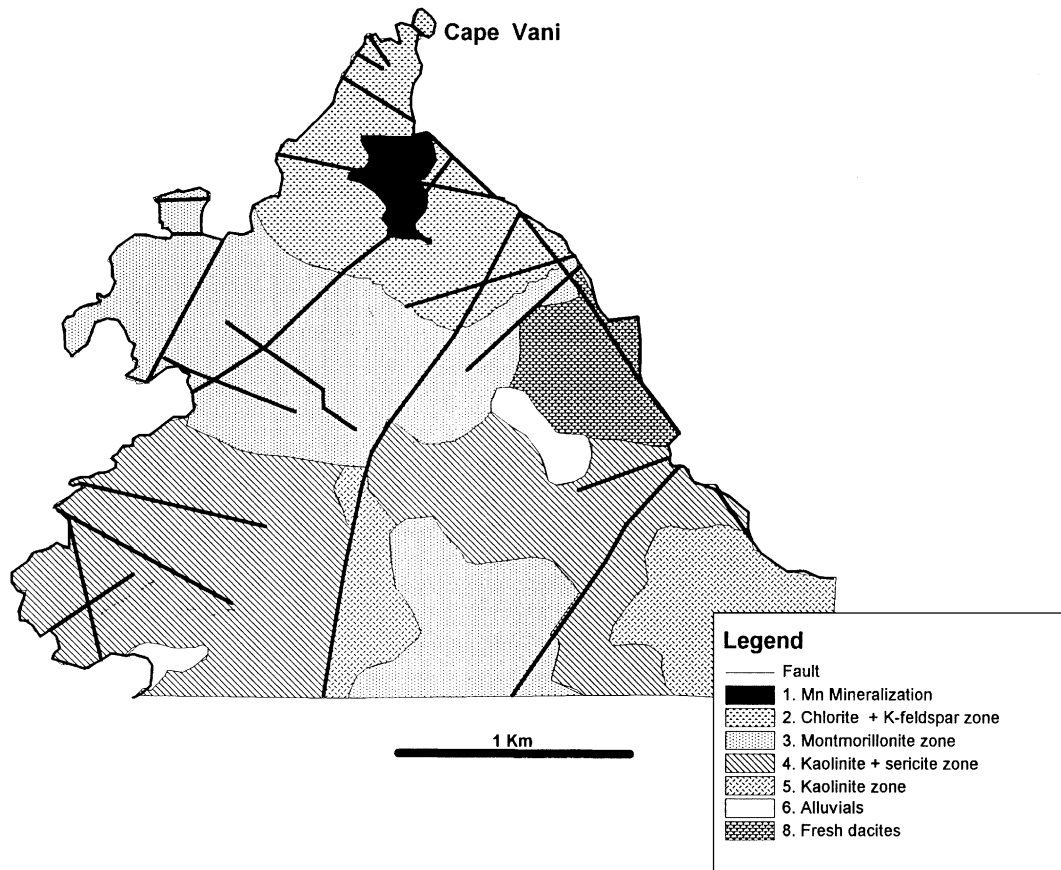 Cape Vani
1 Km
Legend
Fault
1. Mn Mineralization
2. Chlorite + K-feldspar zone
3. Montmorillonite zone
4. Kaolinite + sericite zone
5. Kaolinite zone
6. Alluvials
8. Fresh dacites